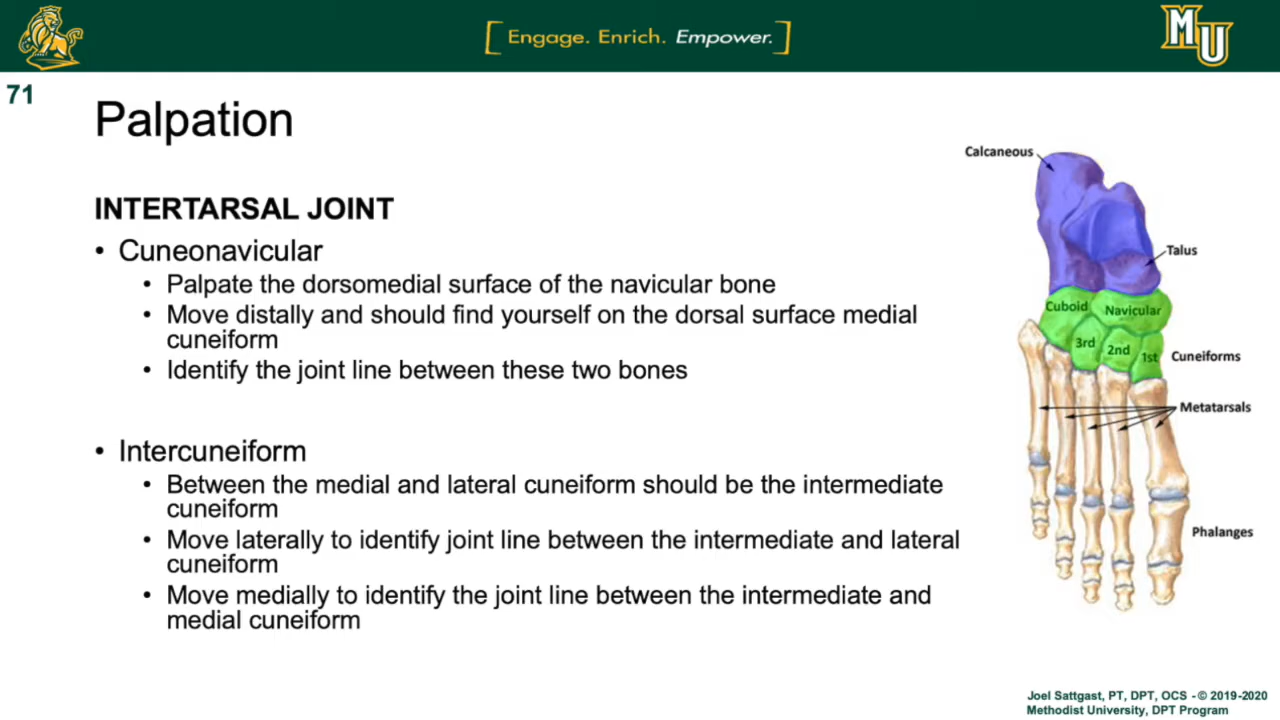 MU
[Engage. Enrich. Empower.]
71
Palpation
INTERTARSAL JOINT
• Cuneonavicular
• Palpate the dorsomedial surface of the navicular bone
• Move distally and should find yourself on the dorsal surface medial
cuneiform
• Identify the joint line between these two bones
• Intercuneiform
• Between the medial and lateral cuneiform should be the intermediate
cuneiform
• Move laterally to identify joint line between the intermediate and lateral
cuneiform
• Move medially to identify the joint line between the intermediate and
medial cuneiform
Calcaneous
Talus
Cuboid
Navicular
3rd
2nd
1st
Cuneiforms
Metatarsals
Phalanges
Joel Sattgast, PT, DPT, OCS - © 2019-2020
Methodist University, DPT Program